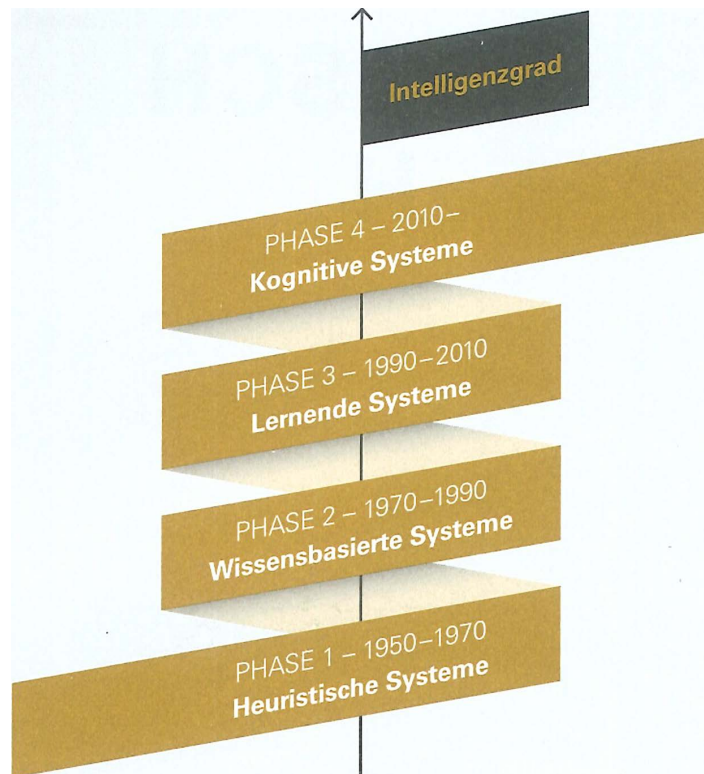 Intelligenzgrad
PHASE 4 – 2010–
Kognitive Systeme
PHASE 3 – 1990–2010
Lernende Systeme
PHASE 2 – 1970–1990
Wissensbasierte Systeme
PHASE 1 – 1950–1970
Heuristische Systeme